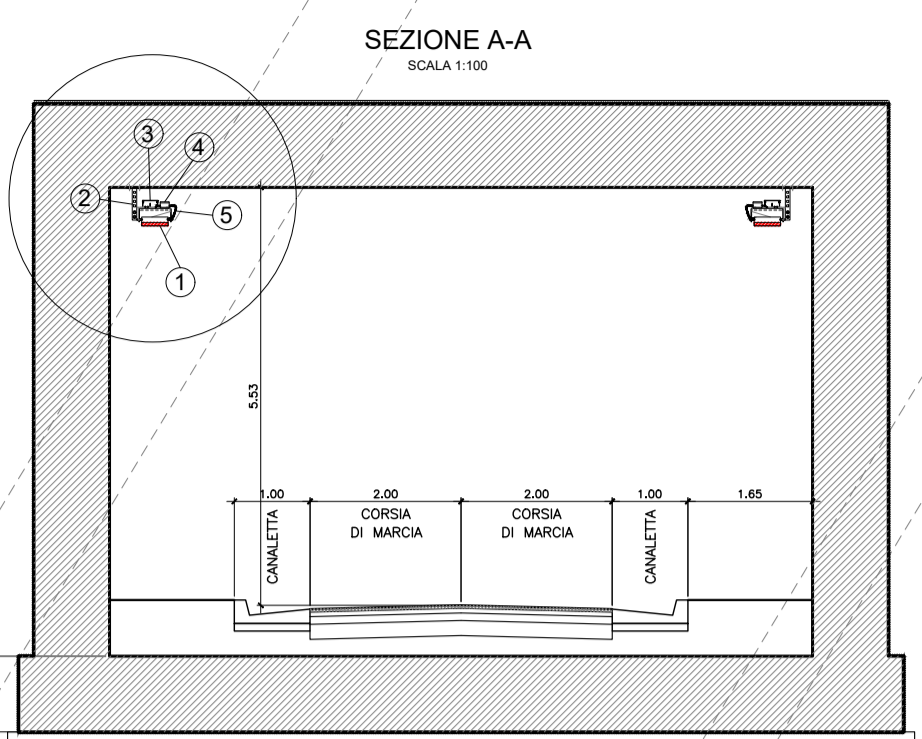 SEZIONE A-A
SCALA 1:100
3
4
2
5
1
5.53
1.00
2.00
2.00
1.00
1.65
CANALETTA
CORSIA
DI MARCIA
CORSIA
DI MARCIA
CANALETTA